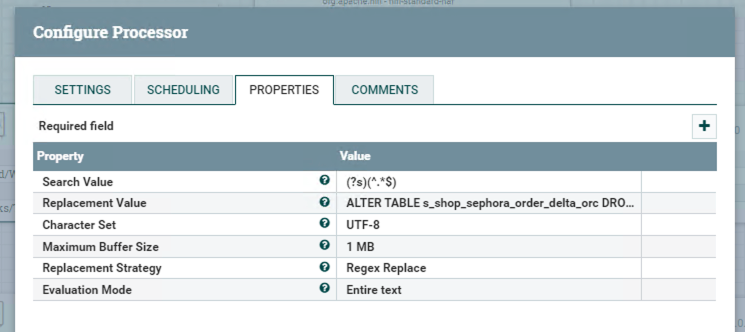 org.apache.nifi - nifi-standard-nar
Configure Processor
SETTINGS SCHEDULING PROPERTIES COMMENTS
Required field
Property Value
Search Value (?s)(^.*$)
Replacement Value ALTER TABLE s_shop_sephora_order_delta_orc DRO...
Character Set UTF-8
Maximum Buffer Size 1 MB
Replacement Strategy Regex Replace
Evaluation Mode Entire text